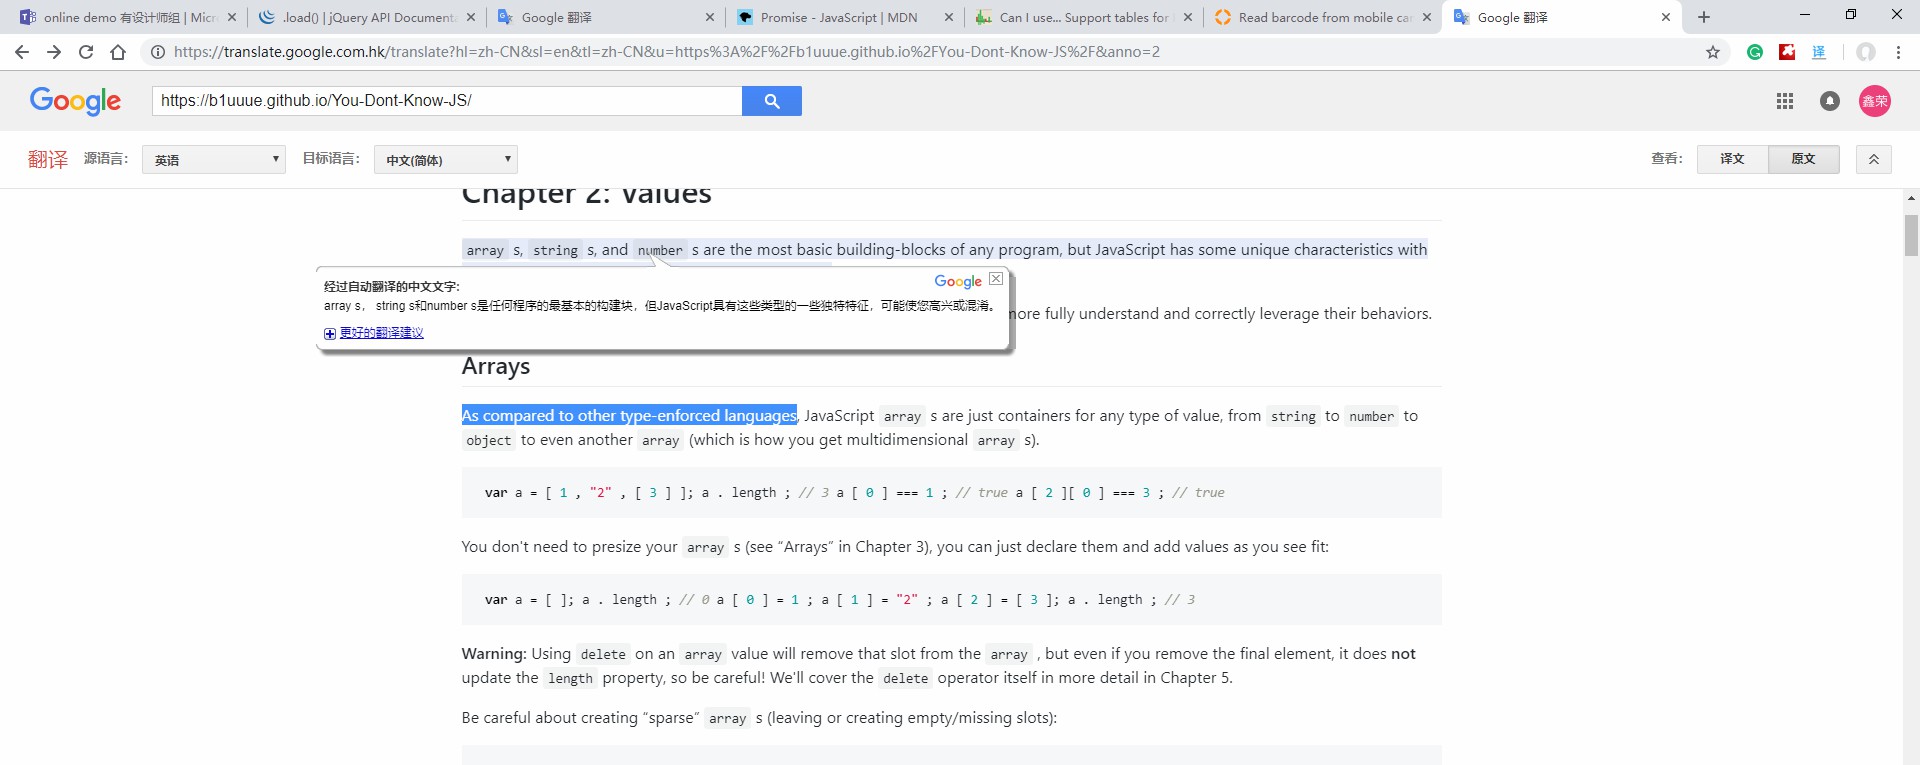 online demo 有设计师组 | Micr
.load() | jQuery API Documenta
Google 翻译
Promise - JavaScript | MDN
Can I use... Support tables for
Read barcode from mobile car
Google 翻译
https://translate.google.com.hk/translate?hl=zh-CN&sl=en&tl=zh-CN&u=https%3A%2F%2Fb1uuue.github.io%2FYou-Dont-Know-JS%2F&anno=2
译
Google
https://b1uuue.github.io/You-Dont-Know-JS/
鑫荣
翻译
源语言：
英语
目标语言：
中文(简体)
查看：
译文
原文
Chapter 2: Values
array s, string s, and number s are the most basic building-blocks of any program, but JavaScript has some unique characteristics with
经过自动翻译的中文文字：
Google
array s， string s和number s是任何程序的最基本的构建块，但JavaScript具有这些类型的一些独特特征，可能使您高兴或混淆。
更好的翻译建议
more fully understand and correctly leverage their behaviors.
Arrays
As compared to other type-enforced languages, JavaScript array s are just containers for any type of value, from string to number to
object to even another array (which is how you get multidimensional array s).
var a = [ 1 , "2" , [ 3 ] ]; a . length ; // 3 a [ 0 ] === 1 ; // true a [ 2 ][ 0 ] === 3 ; // true
You don't need to presize your array s (see “Arrays” in Chapter 3), you can just declare them and add values as you see fit:
var a = [ ]; a . length ; // 0 a [ 0 ] = 1 ; a [ 1 ] = "2" ; a [ 2 ] = [ 3 ]; a . length ; // 3
Warning: Using delete on an array value will remove that slot from the array , but even if you remove the final element, it does not
update the length property, so be careful! We'll cover the delete operator itself in more detail in Chapter 5.
Be careful about creating “sparse” array s (leaving or creating empty/missing slots):